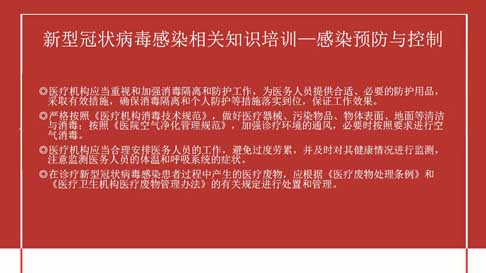 新型冠状病毒感染相关知识培训—感染预防与控制
◎医疗机构应当重视和加强消毒隔离和防护工作，为医务人员提供合适、必要的防护用品，
采取有效措施，确保消毒隔离和个人防护等措施落实到位，保证工作效果。
◎严格按照《医疗机构消毒技术规范》，做好医疗器械、污染物品、物体表面、地面等清洁
与消毒；按照《医院空气净化管理规范》，加强诊疗环境的通风，必要时按照要求进行空
气消毒。
◎医疗机构应当合理安排医务人员的工作，避免过度劳累，并及时对其健康情况进行监测，
注意监测医务人员的体温和呼吸系统的症状。
◎在诊疗新型冠状病毒感染患者过程中产生的医疗废物，应根据《医疗废物处理条例》和
《医疗卫生机构医疗废物管理办法》的有关规定进行处置和管理。